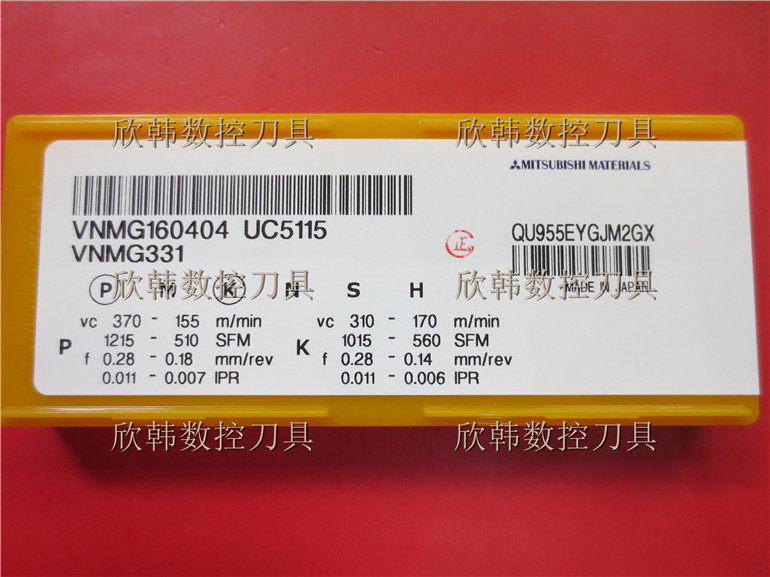 欣韩数控刀具 欣韩数控刀具
MITSUBISHI MATERIALS
VNMG160404 UC5115
VNMG331
正
QU955EYGJM2GX
MADE IN JAPAN
欣韩数控刀具 欣韩数控刀具
P M K N S H
P
vc 370 - 155 m/min
1215 - 510 SFM
f 0.28 - 0.18 mm/rev
0.011 - 0.007 IPR
K
vc 310 - 170 m/min
1015 - 560 SFM
f 0.28 - 0.14 mm/rev
0.011 - 0.006 IPR
欣韩数控刀具 欣韩数控刀具